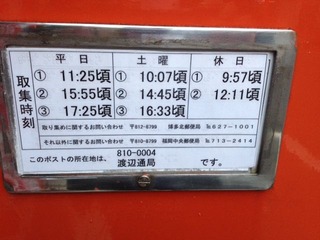 平日 土曜 休日
取集時刻
① 11:25頃 ① 10:07頃 ① 9:57頃
② 15:55頃 ② 14:45頃 ② 12:11頃
③ 17:25頃 ③ 16:33頃
取り集めに関するお問い合わせ 〒812-8799 博多北郵便局 ℡627-1001
それ以外に関するお問い合わせ 〒810-8799 福岡中央郵便局 ℡713-2414
810-0004
このポストの所在地は、 渡辺通局 です。